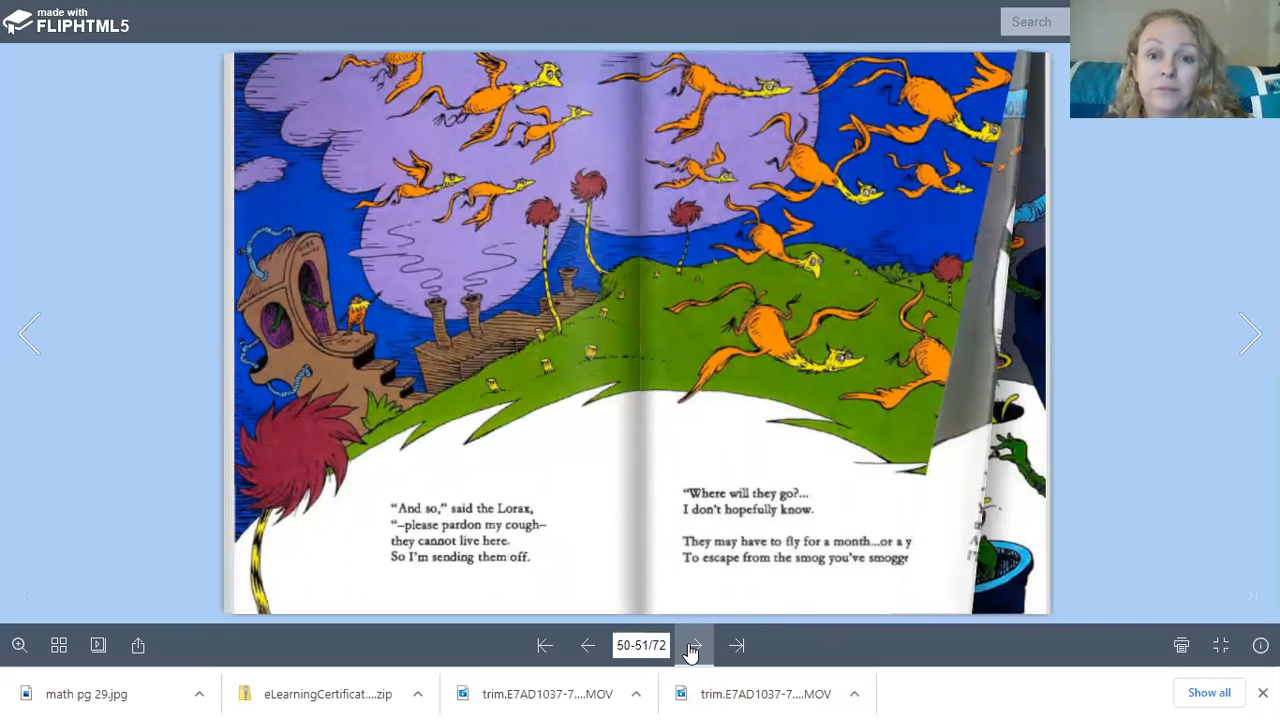 made with
FLIPHTML5
Search
"And so," said the Lorax,
"–please pardon my cough–
they cannot live here.
So I'm sending them off.
"Where will they go?...
I don't hopefully know.
They may have to fly for a month...or a y
To escape from the smog you've smogge
50-51/72
math pg 29.jpg
eLearningCertificat....zip
trim.E7AD1037-7....MOV
trim.E7AD1037-7....MOV
Show all